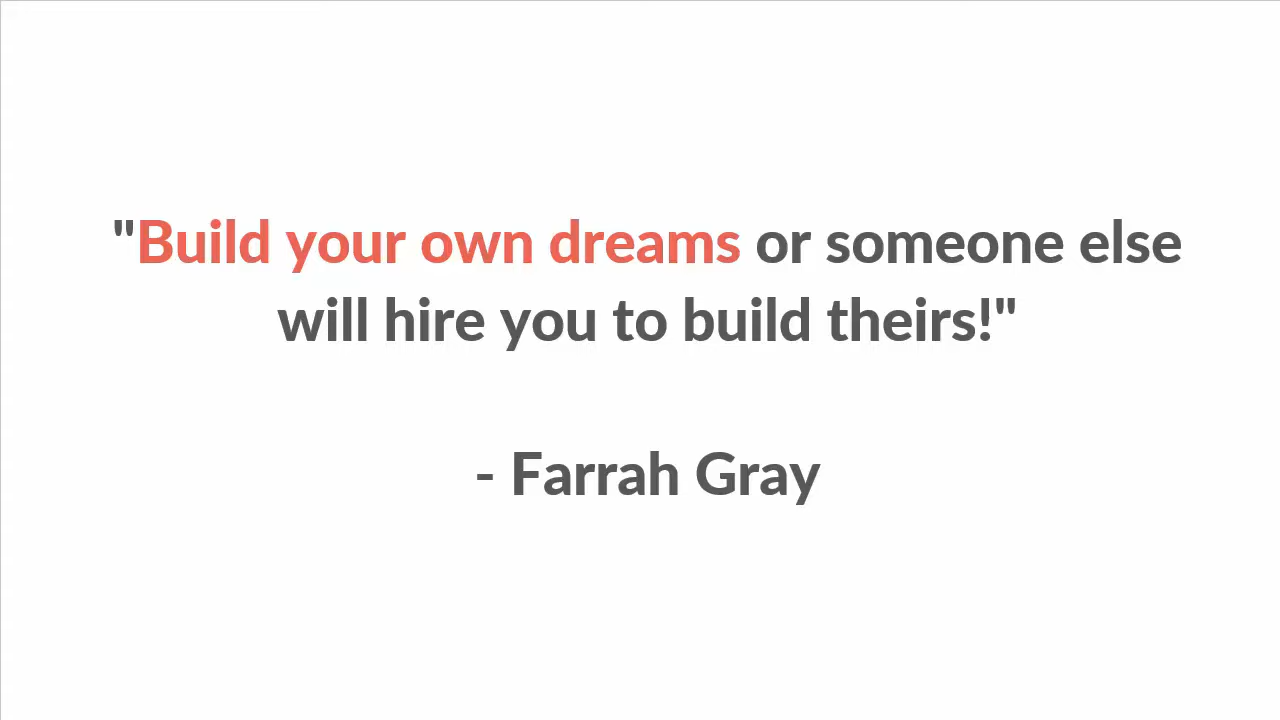 "Build your own dreams or someone else
will hire you to build theirs!"
- Farrah Gray